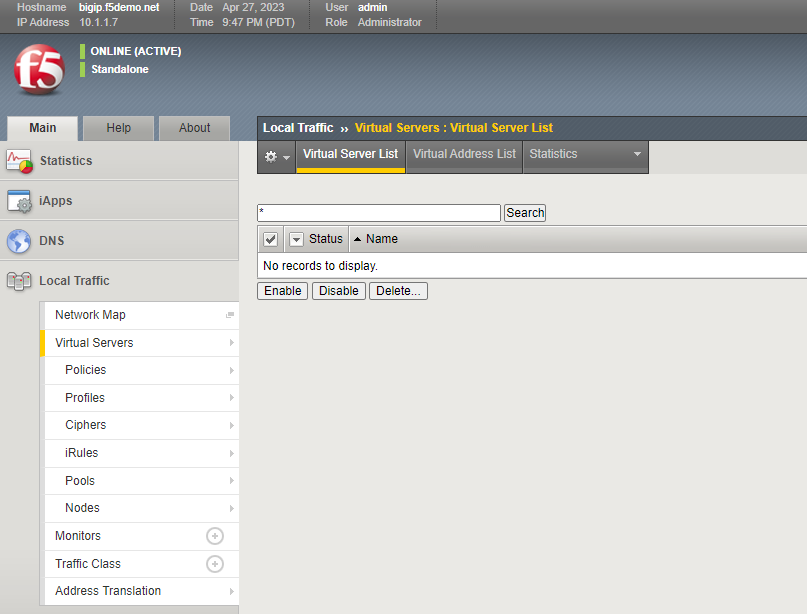 Hostname bigip.f5demo.net Date Apr 27, 2023 User admin
IP Address 10.1.1.7 Time 9:47 PM (PDT) Role Administrator
f5
ONLINE (ACTIVE)
Standalone
Main Help About
Local Traffic ›› Virtual Servers : Virtual Server List
Virtual Server List Virtual Address List Statistics
Statistics
iApps
DNS
Local Traffic
Network Map
Virtual Servers
Policies
Profiles
Ciphers
iRules
Pools
Nodes
Monitors
Traffic Class
Address Translation
* Search
Status Name
No records to display.
Enable Disable Delete...